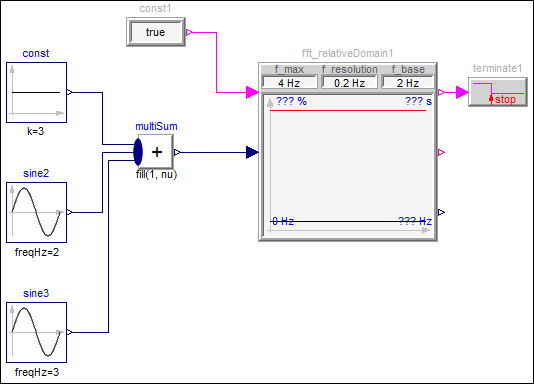 const1
true
const
k=3
fft_relativeDomain1
f_max f_resolution f_base
4 Hz 0.2 Hz 2 Hz
??? % ??? s
0 Hz ??? Hz
terminate1
stop
multiSum
+
fill(1, nu)
sine2
freqHz=2
sine3
freqHz=3